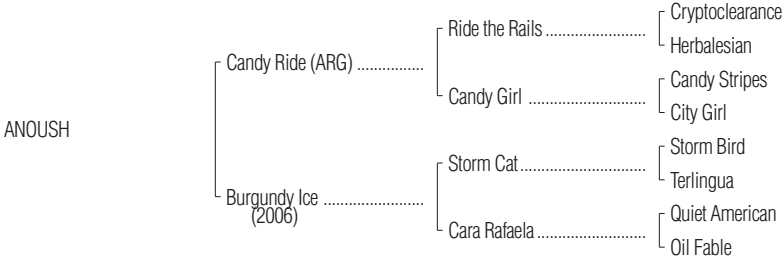 Cryptoclearance
Ride the Rails ........................
Herbalesian
Candy Ride (ARG) ................
Candy Stripes
Candy Girl ............................
City Girl
ANOUSH
Storm Bird
Storm Cat ..............................
Terlingua
Burgundy Ice ........................
(2006)
Quiet American
Cara Rafaela ..........................
Oil Fable